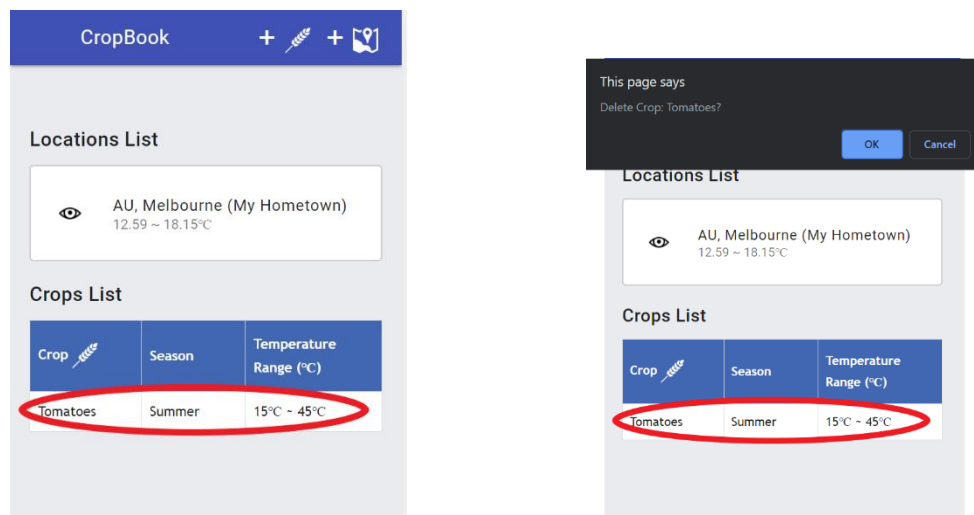 CropBook + +
Locations List
AU, Melbourne (My Hometown)
12.59 ~ 18.15℃
Crops List
Crop Season Temperature
Range (℃)
Tomatoes Summer 15℃ ~ 45℃
This page says
Delete Crop: Tomatoes?
OK Cancel
Locations List
AU, Melbourne (My Hometown)
12.59 ~ 18.15℃
Crops List
Crop Season Temperature
Range (℃)
Tomatoes Summer 15℃ ~ 45℃